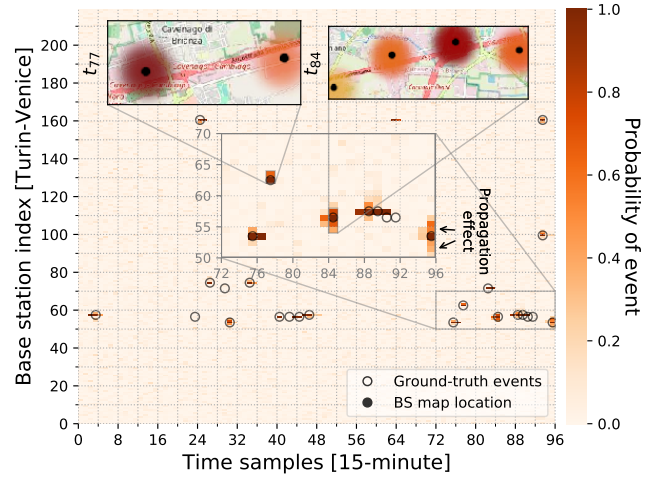 t77
Cavenago di
Brianza
t84
200
180
160
140
120
100
80
60
40
20
0
Base station index [Turin-Venice]
70
65
60
55
50
72 76 80 84 88 92 96
Propagation
effect
Ground-truth events
BS map location
0 8 16 24 32 40 48 56 64 72 80 88 96
Time samples [15-minute]
1.0
0.8
0.6
0.4
0.2
0.0
Probability of event